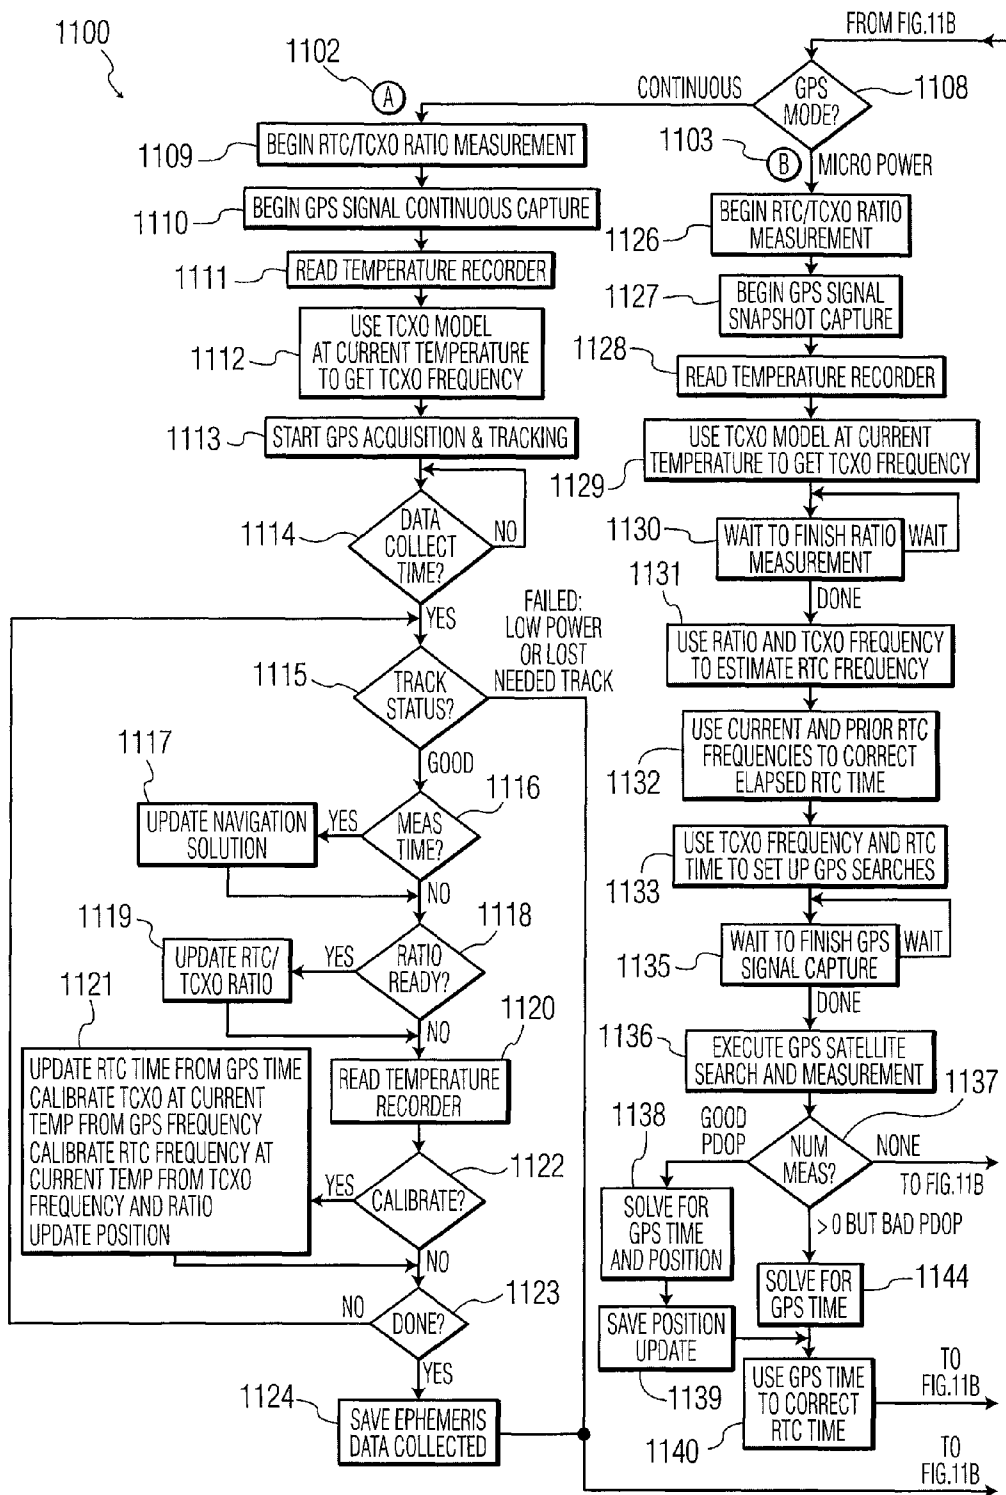 1100
FROM FIG.11B
1102
A
CONTINUOUS
GPS
MODE?
1108
1103
B
MICRO POWER
1109
BEGIN RTC/TCXO RATIO MEASUREMENT
1110
BEGIN GPS SIGNAL CONTINUOUS CAPTURE
1111
READ TEMPERATURE RECORDER
1112
USE TCXO MODEL
AT CURRENT TEMPERATURE
TO GET TCXO FREQUENCY
1113
START GPS ACQUISITION & TRACKING
1114
DATA
COLLECT
TIME?
NO
YES
FAILED:
LOW POWER
OR LOST
NEEDED TRACK
1115
TRACK
STATUS?
GOOD
1117
UPDATE NAVIGATION
SOLUTION
YES
1116
MEAS
TIME?
NO
1119
UPDATE RTC/
TCXO RATIO
YES
1118
RATIO
READY?
NO
1121
UPDATE RTC TIME FROM GPS TIME
CALIBRATE TCXO AT CURRENT
TEMP FROM GPS FREQUENCY
CALIBRATE RTC FREQUENCY AT
CURRENT TEMP FROM TCXO
FREQUENCY AND RATIO
UPDATE POSITION
1120
READ TEMPERATURE
RECORDER
1122
YES
CALIBRATE?
NO
NO
1123
DONE?
YES
1124
SAVE EPHEMERIS
DATA COLLECTED
1126
BEGIN RTC/TCXO RATIO
MEASUREMENT
1127
BEGIN GPS SIGNAL
SNAPSHOT CAPTURE
1128
READ TEMPERATURE RECORDER
1129
USE TCXO MODEL AT CURRENT
TEMPERATURE TO GET TCXO FREQUENCY
1130
WAIT TO FINISH RATIO
MEASUREMENT
WAIT
1131
DONE
USE RATIO AND TCXO FREQUENCY
TO ESTIMATE RTC FREQUENCY
1132
USE CURRENT AND PRIOR RTC
FREQUENCIES TO CORRECT
ELAPSED RTC TIME
1133
USE TCXO FREQUENCY AND RTC
TIME TO SET UP GPS SEARCHES
1135
WAIT TO FINISH GPS
SIGNAL CAPTURE
WAIT
DONE
1136
EXECUTE GPS SATELLITE
SEARCH AND MEASUREMENT
1137
1138
GOOD
PDOP
NUM
MEAS?
NONE
TO FIG.11B
SOLVE FOR
GPS TIME
AND POSITION
>0 BUT BAD PDOP
1144
SOLVE FOR
GPS TIME
SAVE POSITION
UPDATE
1139
1140
USE GPS TIME
TO CORRECT
RTC TIME
TO
FIG.11B
TO
FIG.11B